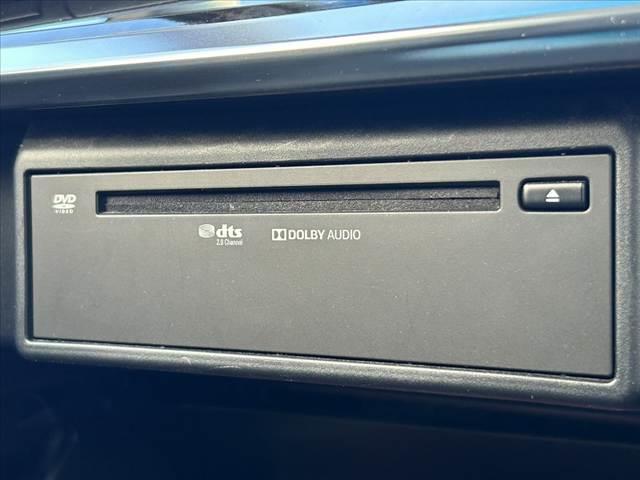 DVD
VIDEO
dts
2.0 Channel
DOLBY AUDIO